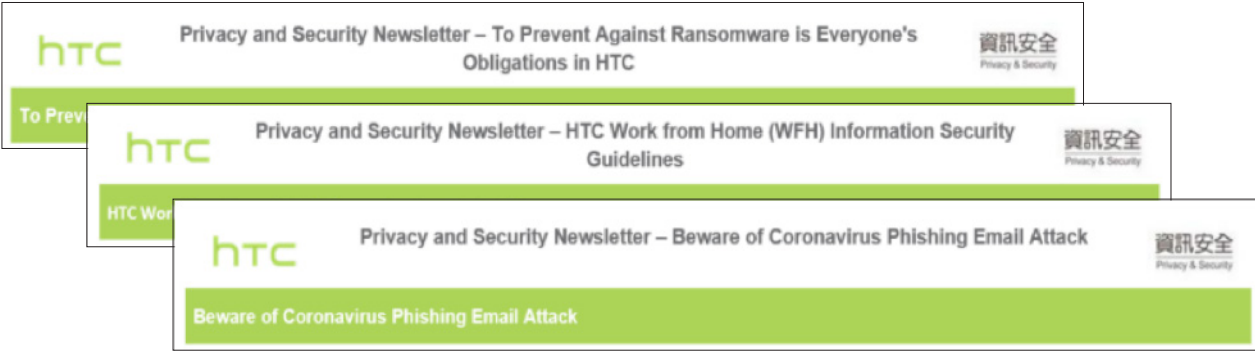 hTC
Privacy and Security Newsletter – To Prevent Against Ransomware is Everyone's
Obligations in HTC
資訊安全
Privacy & Security
To Prev
hTC
Privacy and Security Newsletter – HTC Work from Home (WFH) Information Security
Guidelines
資訊安全
Privacy & Security
HTC Wor
hTC
Privacy and Security Newsletter – Beware of Coronavirus Phishing Email Attack
資訊安全
Privacy & Security
Beware of Coronavirus Phishing Email Attack